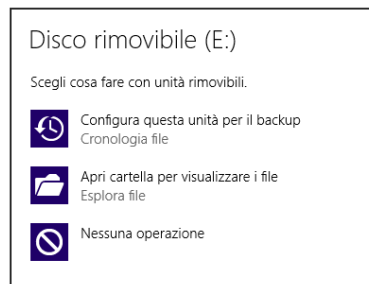 Disco rimovibile (E:)
Scegli cosa fare con unità rimovibili.
Configura questa unità per il backup
Cronologia file
Apri cartella per visualizzare i file
Esplora file
Nessuna operazione